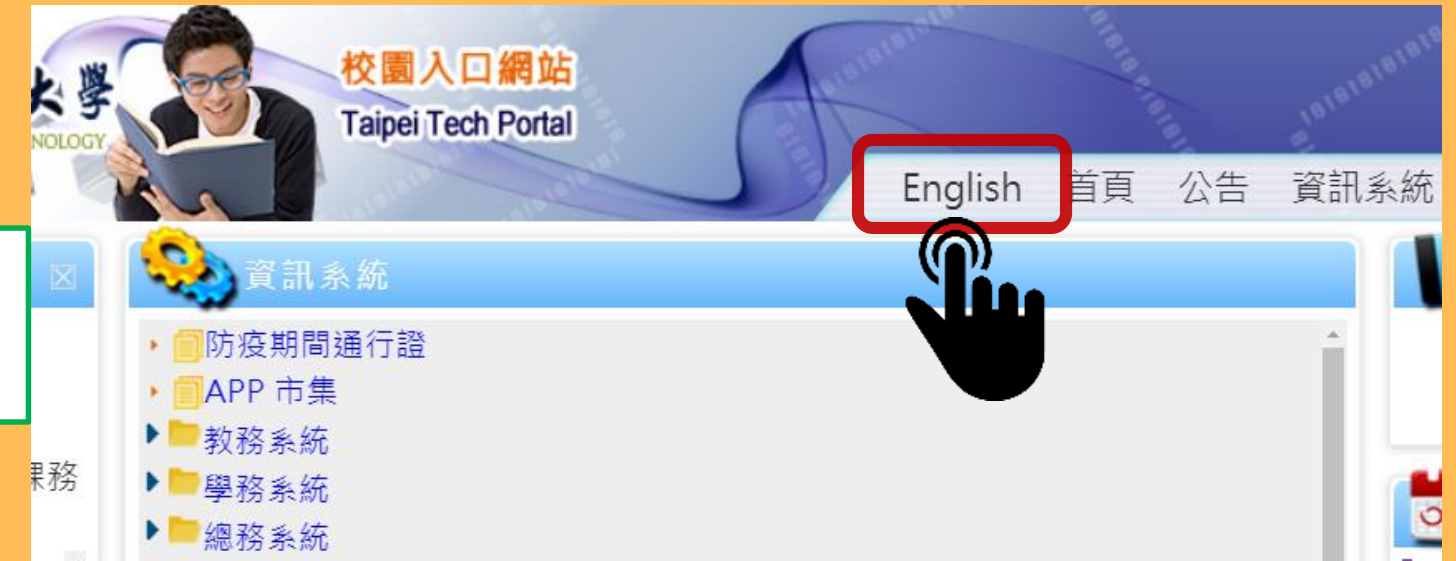 大學
校園入口網站
NOLOGY
Taipei Tech Portal
English 首頁 公告 資訊系統
資訊系統
防疫期間通行證
APP 市集
教務系統
課務
學務系統
總務系統